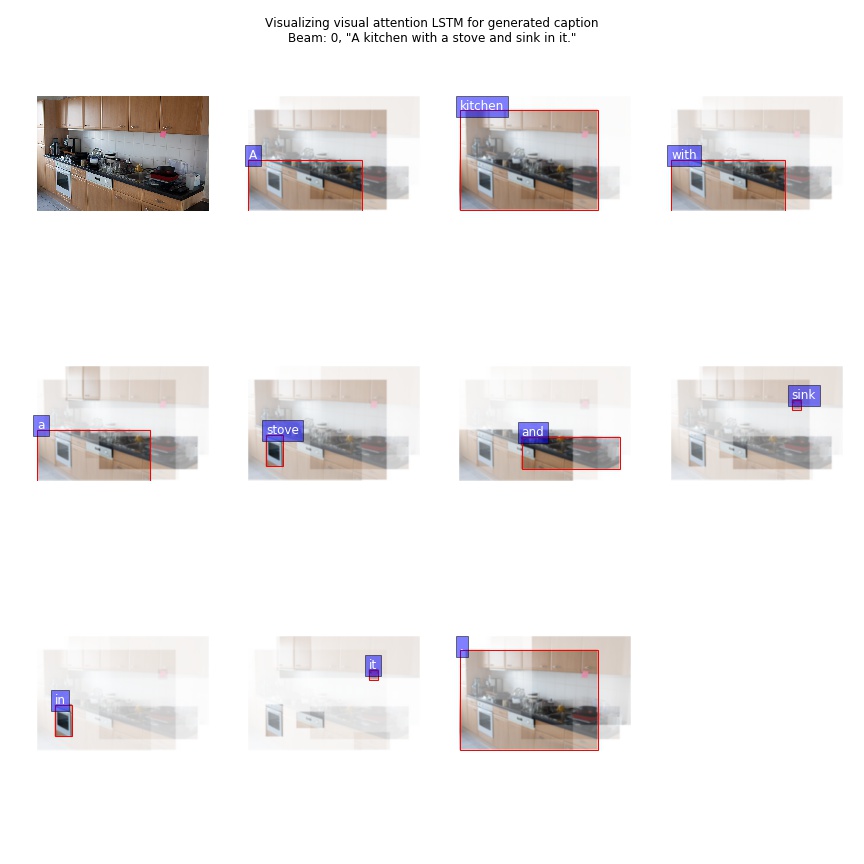 Visualizing visual attention LSTM for generated caption
Beam: 0, "A kitchen with a stove and sink in it."
A
kitchen
with
a
stove
and
sink
in
it